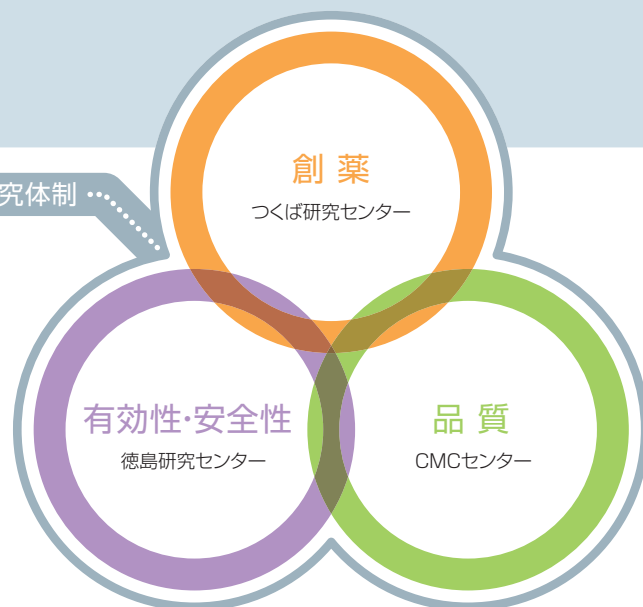 創 薬
つくば研究センター
究体制
有効性・安全性
徳島研究センター
品 質
CMCセンター